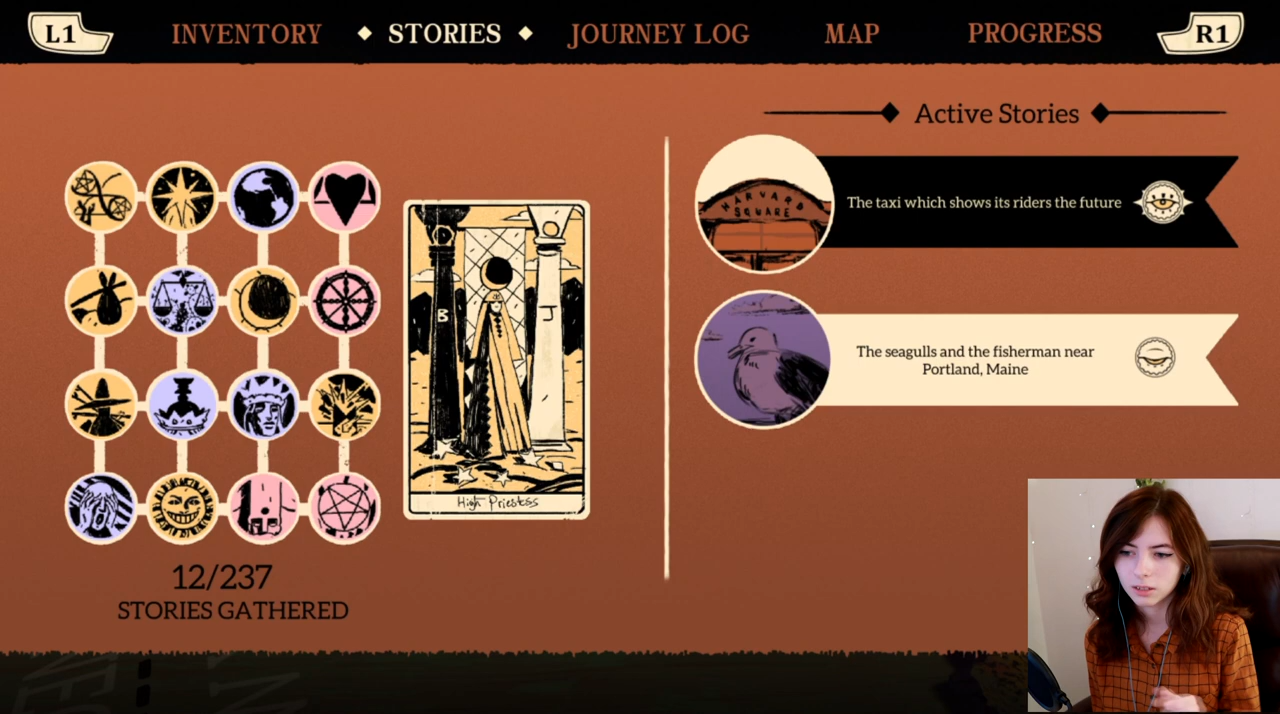 L1 INVENTORY STORIES JOURNEY LOG MAP PROGRESS R1
Active Stories
HARVARD
SQUARE
The taxi which shows its riders the future
B J
The seagulls and the fisherman near
Portland, Maine
High Priestess
12/237
STORIES GATHERED